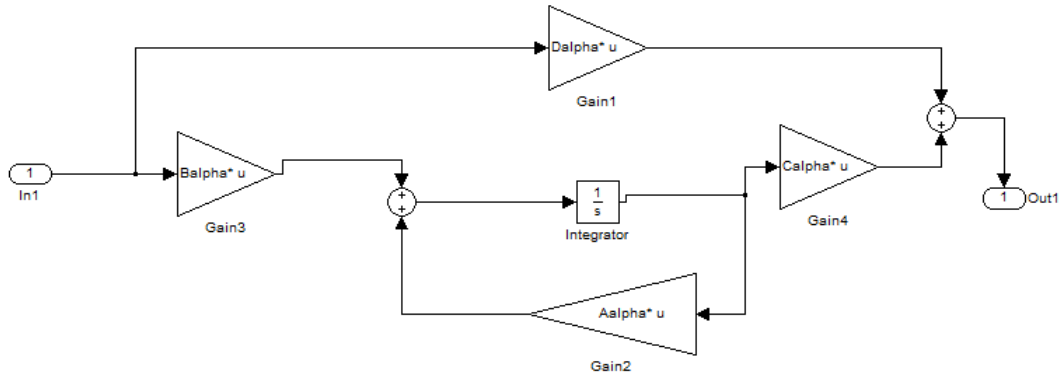 Dalpha* u
Gain1
+
+
1
In1
Balpha* u
Gain3
+
+
1
s
Integrator
Calpha* u
Gain4
1
Out1
Aalpha* u
Gain2